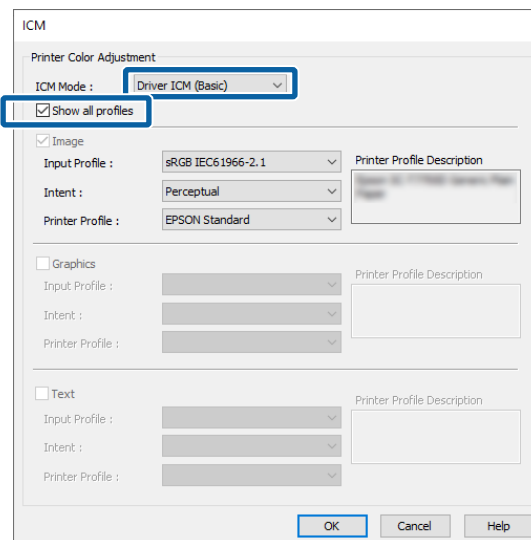 ICM
Printer Color Adjustment
ICM Mode : Driver ICM (Basic)
Show all profiles
Image
Input Profile : sRGB IEC61966-2.1 Printer Profile Description
Intent : Perceptual
Printer Profile : EPSON Standard
Graphics
Input Profile : Printer Profile Description
Intent :
Printer Profile :
Text
Input Profile : Printer Profile Description
Intent :
Printer Profile :
OK Cancel Help